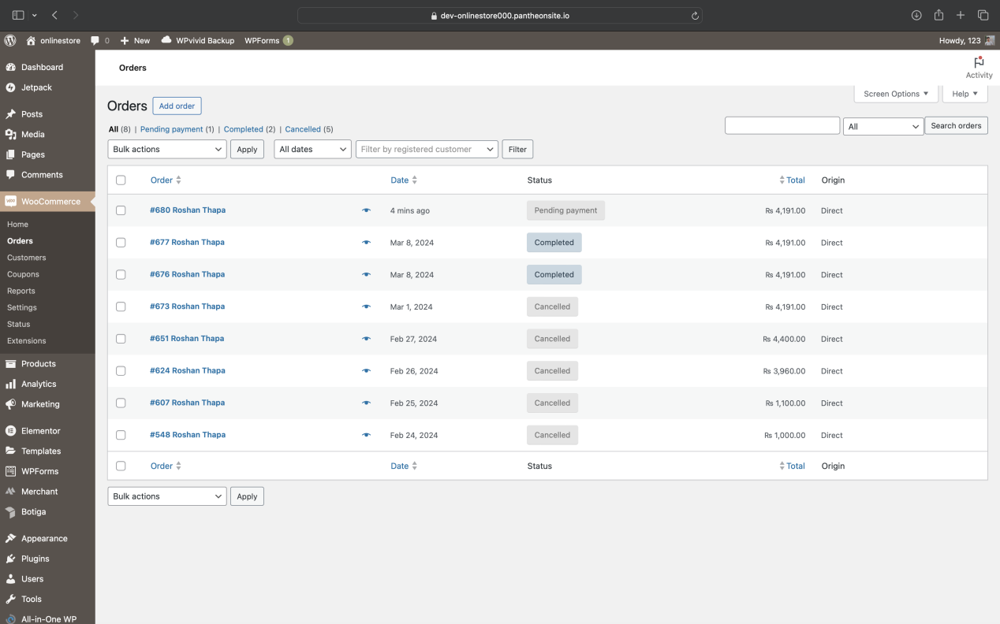 dev-onlinestore000.pantheonsite.io
onlinestore 0 New WPvivid Backup WPForms 1 Howdy, 123
Dashboard
Jetpack
Posts
Media
Pages
Comments
WooCommerce
Home
Orders
Customers
Coupons
Reports
Settings
Status
Extensions
Products
Analytics
Marketing
Elementor
Templates
WPForms
Merchant
Botiga
Appearance
Plugins
Users
Tools
All-in-One WP
Orders
Activity
Screen Options ▼ Help ▼
Orders Add order
All (8) | Pending payment (1) | Completed (2) | Cancelled (5)
All Search orders
Bulk actions Apply All dates Filter by registered customer Filter
Order Date Status Total Origin
#680 Roshan Thapa 4 mins ago Pending payment ₨ 4,191.00 Direct
#677 Roshan Thapa Mar 8, 2024 Completed ₨ 4,191.00 Direct
#676 Roshan Thapa Mar 8, 2024 Completed ₨ 4,191.00 Direct
#673 Roshan Thapa Mar 1, 2024 Cancelled ₨ 4,191.00 Direct
#651 Roshan Thapa Feb 27, 2024 Cancelled ₨ 4,400.00 Direct
#624 Roshan Thapa Feb 26, 2024 Cancelled ₨ 3,960.00 Direct
#607 Roshan Thapa Feb 25, 2024 Cancelled ₨ 1,100.00 Direct
#548 Roshan Thapa Feb 24, 2024 Cancelled ₨ 1,000.00 Direct
Order Date Status Total Origin
Bulk actions Apply